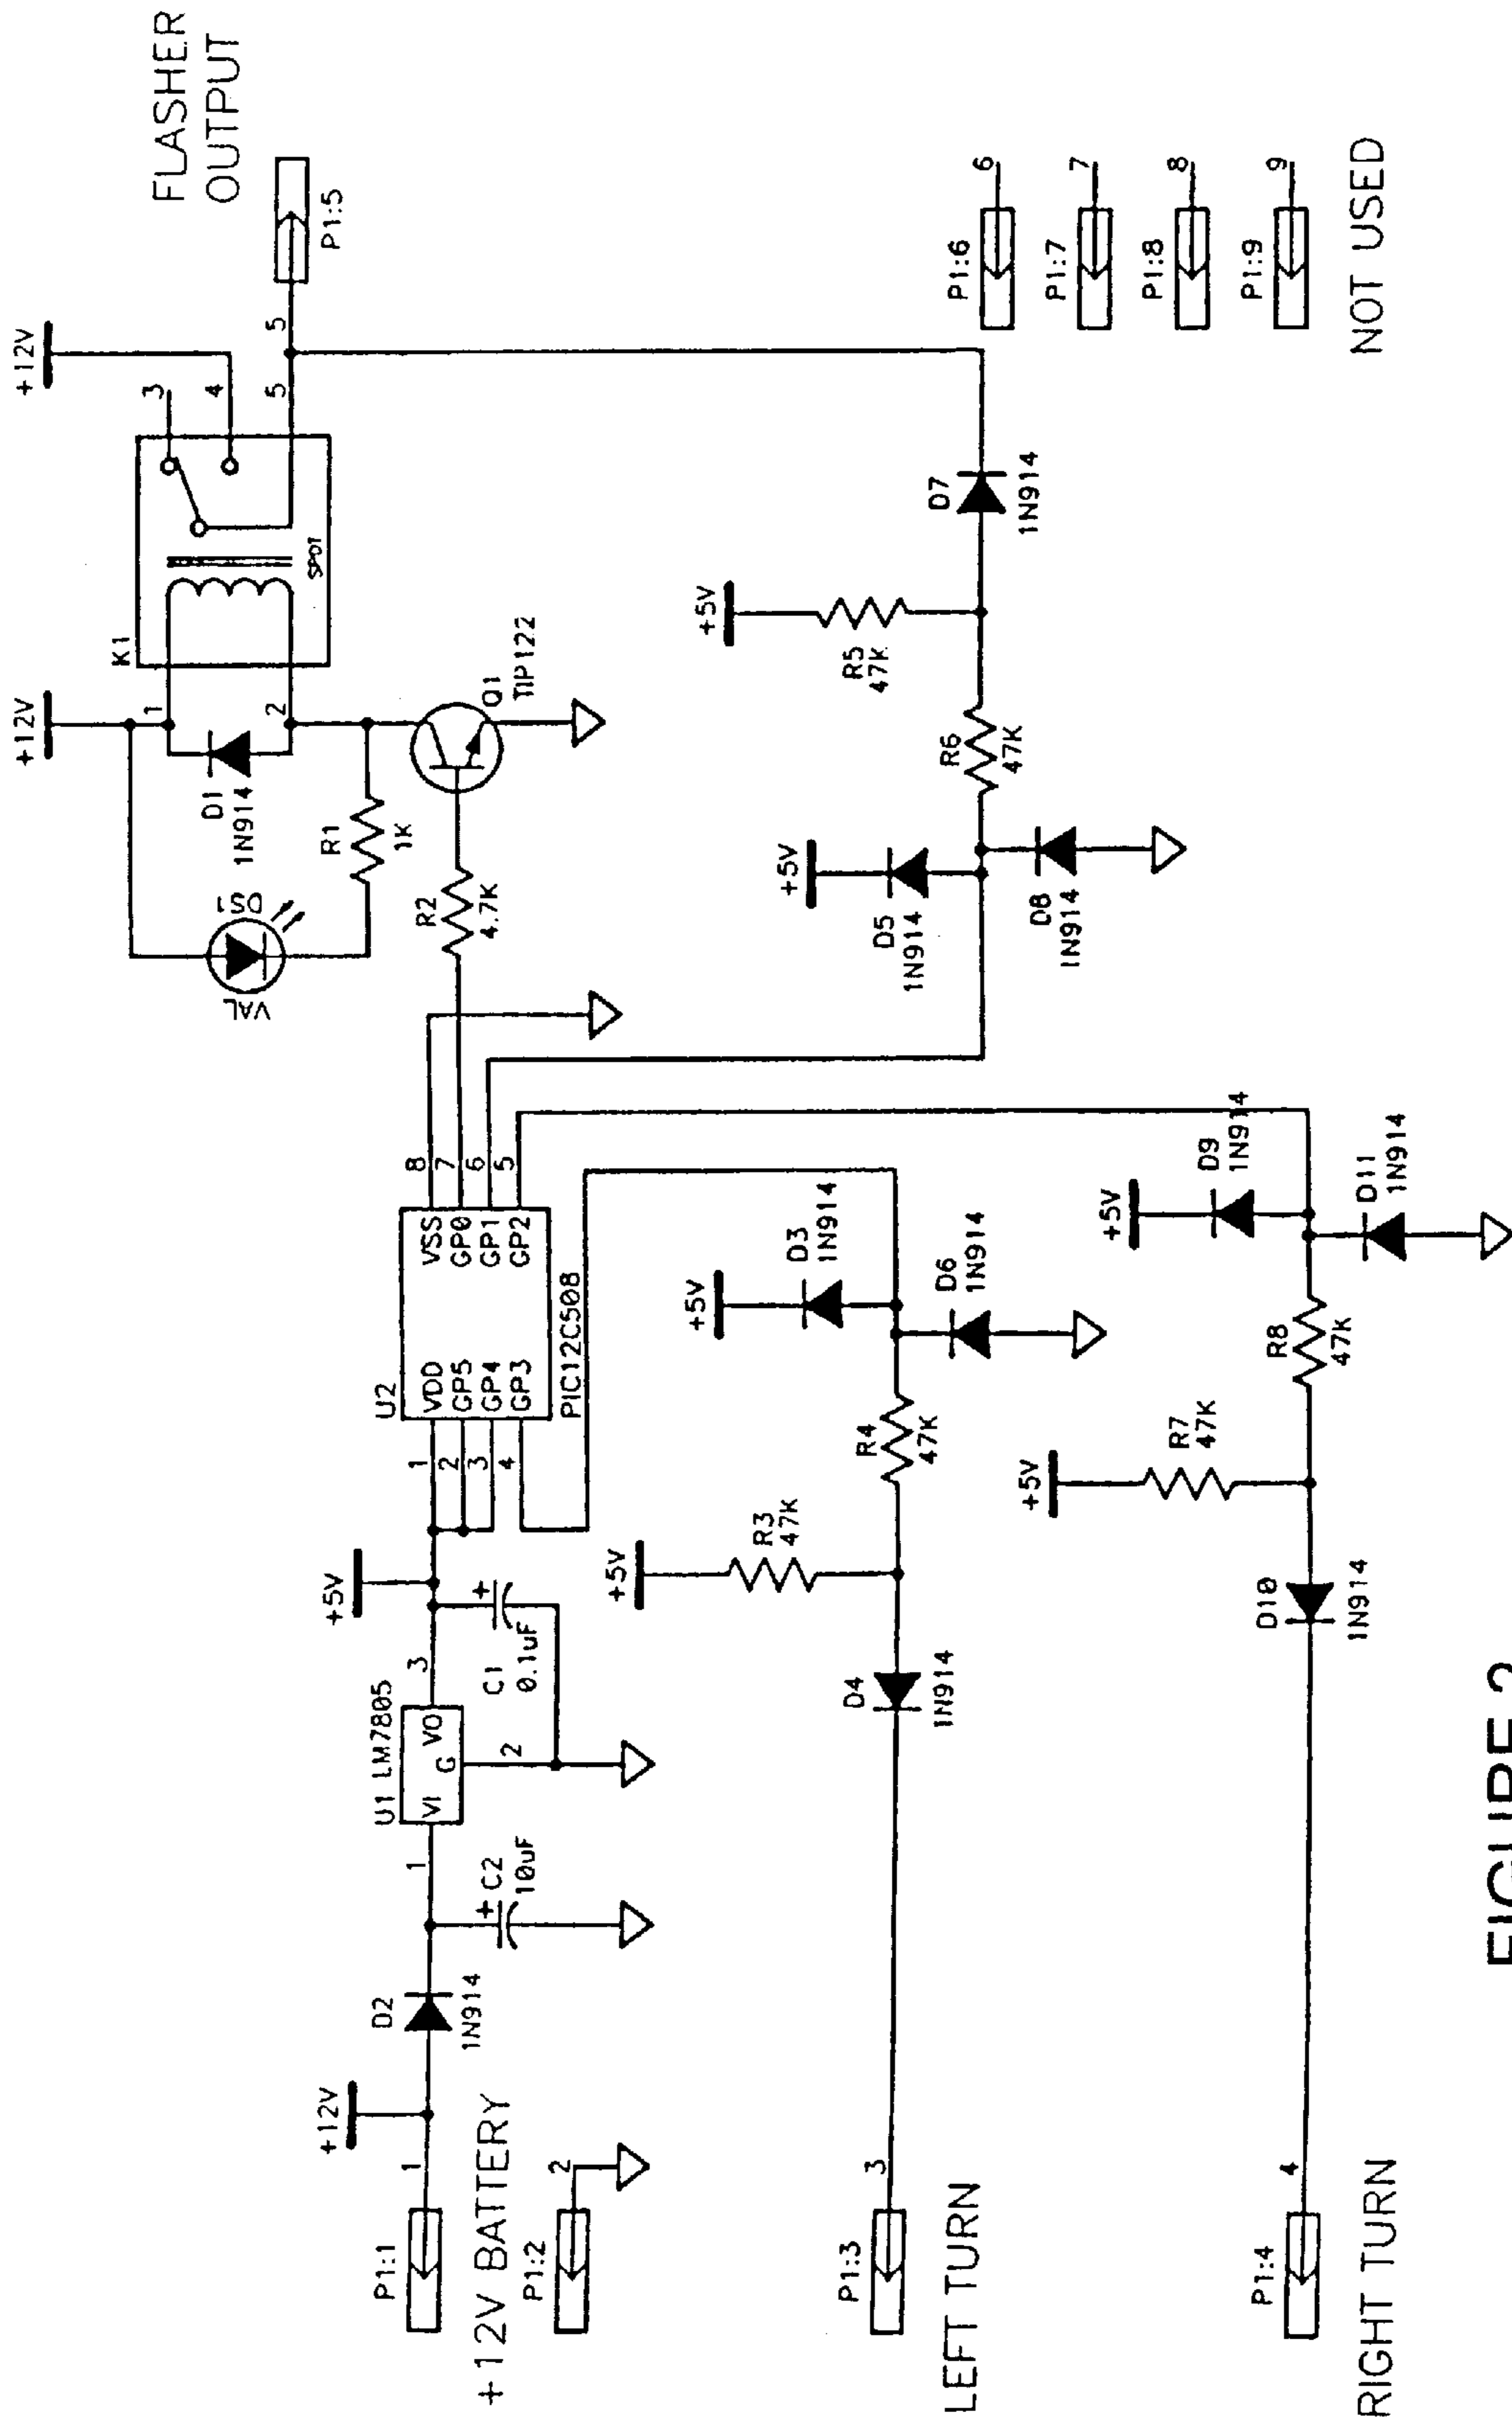 FLASHER
OUTPUT
+12V
+12V
K1
1
2
3
4
5
5
P1:5
SPDT
D1
1N914
DS1
VAL
R1
1K
Q1
TIP122
R2
4.7K
P1:1
1
+12V
+12V BATTERY
P1:2
2
D2
1N914
C2
10uF
+
1
U1 LM7805
VI
VO
G
2
3
C1
0.1uF
+
+5V
U2
1
2
3
4
VDD
GP5
GP4
GP3
VSS
GP0
GP1
GP2
8
7
6
5
PIC12C508
+5V
D5
1N914
D8
1N914
R6
47K
+5V
R5
47K
D7
1N914
P1:3
3
LEFT TURN
D4
1N914
+5V
R3
47K
R4
47K
+5V
D3
1N914
D6
1N914
P1:4
4
RIGHT TURN
D10
1N914
+5V
R7
47K
R8
47K
+5V
D9
1N914
D11
1N914
P1:6
6
P1:7
7
P1:8
8
P1:9
9
NOT USED
FIGURE 2